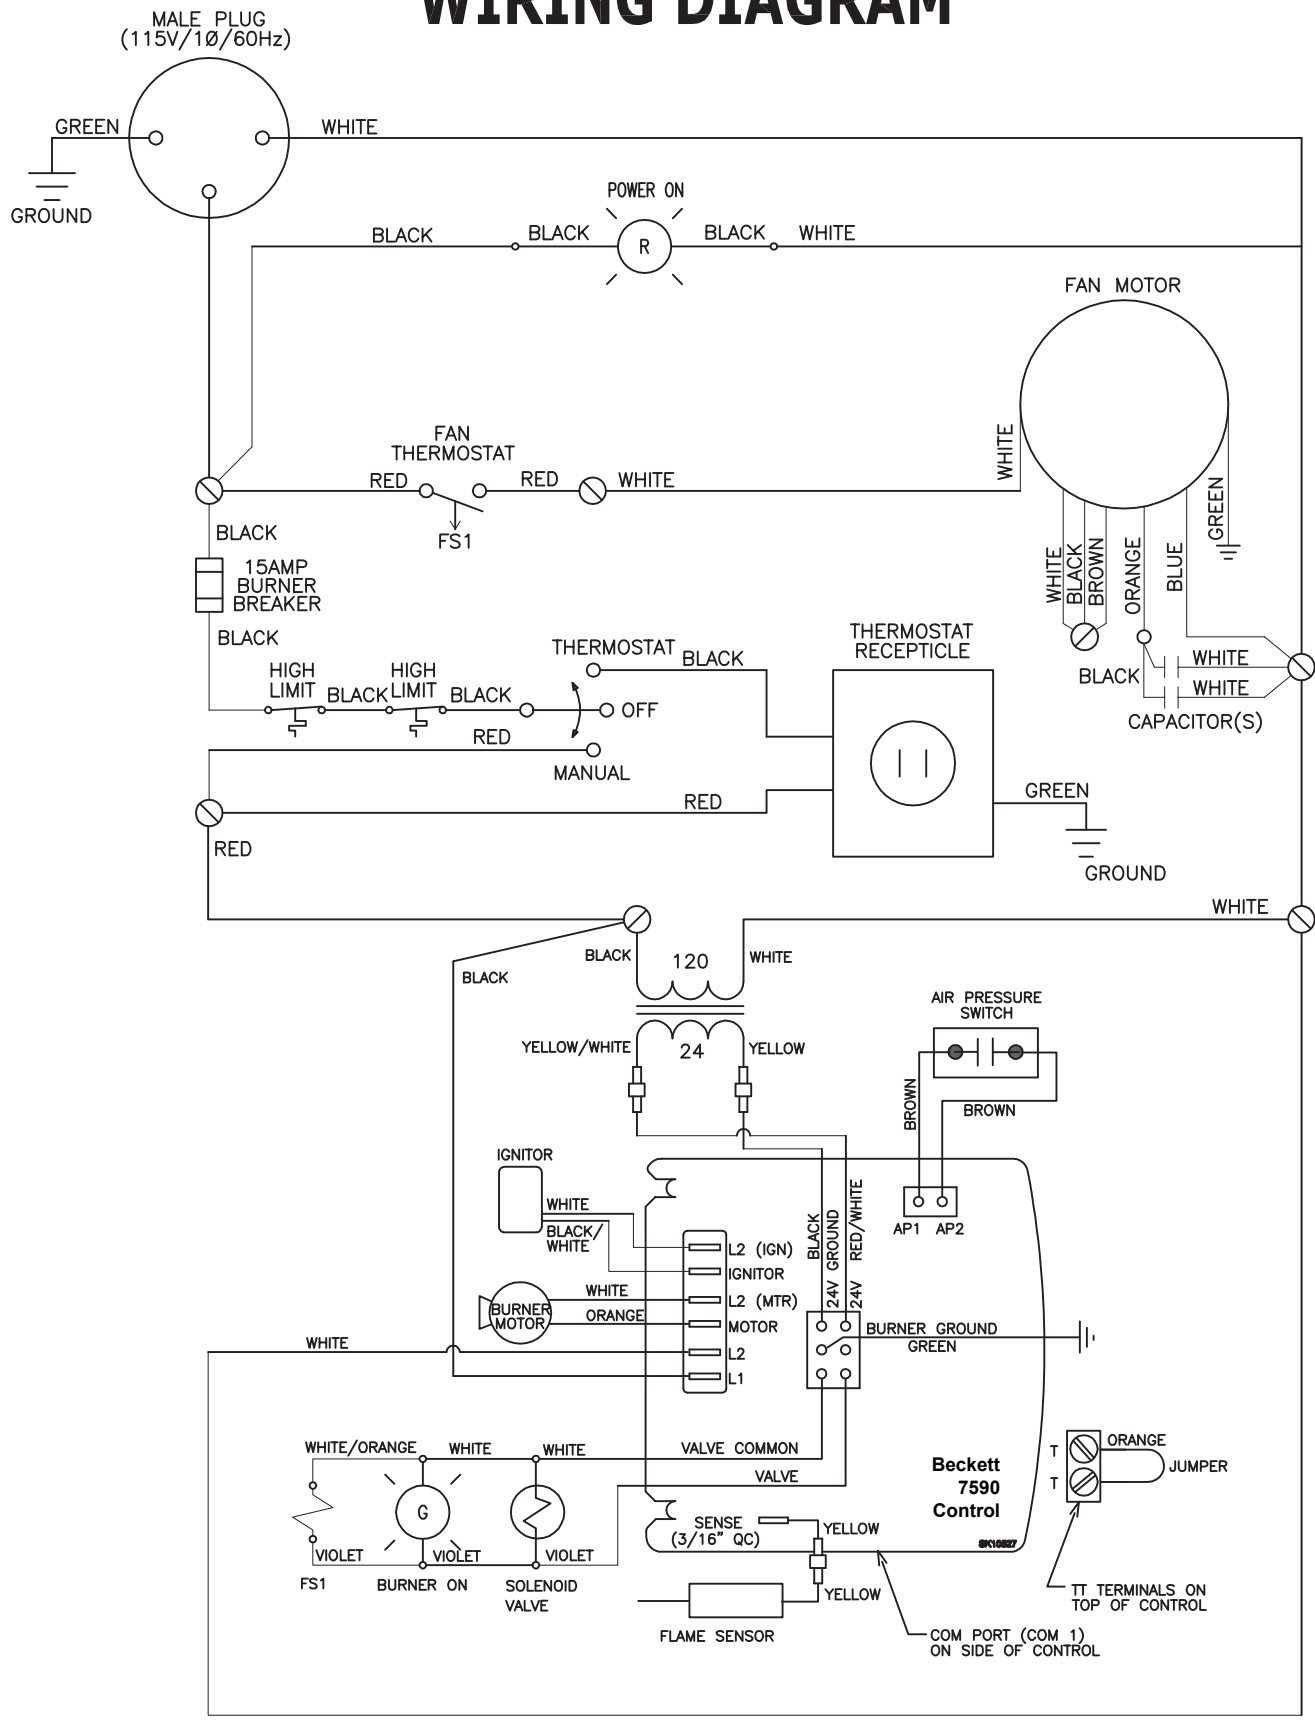 WIRING DIAGRAM
MALE PLUG
(115V/1Ø/60Hz)
GREEN
WHITE
GROUND
POWER ON
BLACK
BLACK
R
BLACK
WHITE
FAN MOTOR
FAN
THERMOSTAT
RED
RED
WHITE
WHITE
FS1
BLACK
15AMP
BURNER
BREAKER
BLACK
WHITE
BLACK
BROWN
ORANGE
BLUE
GREEN
THERMOSTAT
BLACK
THERMOSTAT
RECEPTICLE
HIGH
LIMIT
BLACK
HIGH
LIMIT
BLACK
OFF
RED
MANUAL
BLACK
WHITE
WHITE
CAPACITOR(S)
RED
GREEN
GROUND
RED
WHITE
BLACK
120
WHITE
BLACK
YELLOW/WHITE
24
YELLOW
AIR PRESSURE
SWITCH
BROWN
BROWN
AP1 AP2
IGNITOR
WHITE
BLACK/
WHITE
BLACK
24V GROUND
RED/WHITE
24V
L2 (IGN)
IGNITOR
WHITE
L2 (MTR)
BURNER
MOTOR
ORANGE
MOTOR
WHITE
L2
L1
BURNER GROUND
GREEN
WHITE/ORANGE
WHITE
WHITE
VALVE COMMON
VALVE
G
VIOLET
VIOLET
VIOLET
FS1
BURNER ON
SOLENOID
VALVE
SENSE
(3/16" QC)
YELLOW
YELLOW
FLAME SENSOR
Beckett
7590
Control
SK10527
T
ORANGE
JUMPER
T
TT TERMINALS ON
TOP OF CONTROL
COM PORT (COM 1)
ON SIDE OF CONTROL